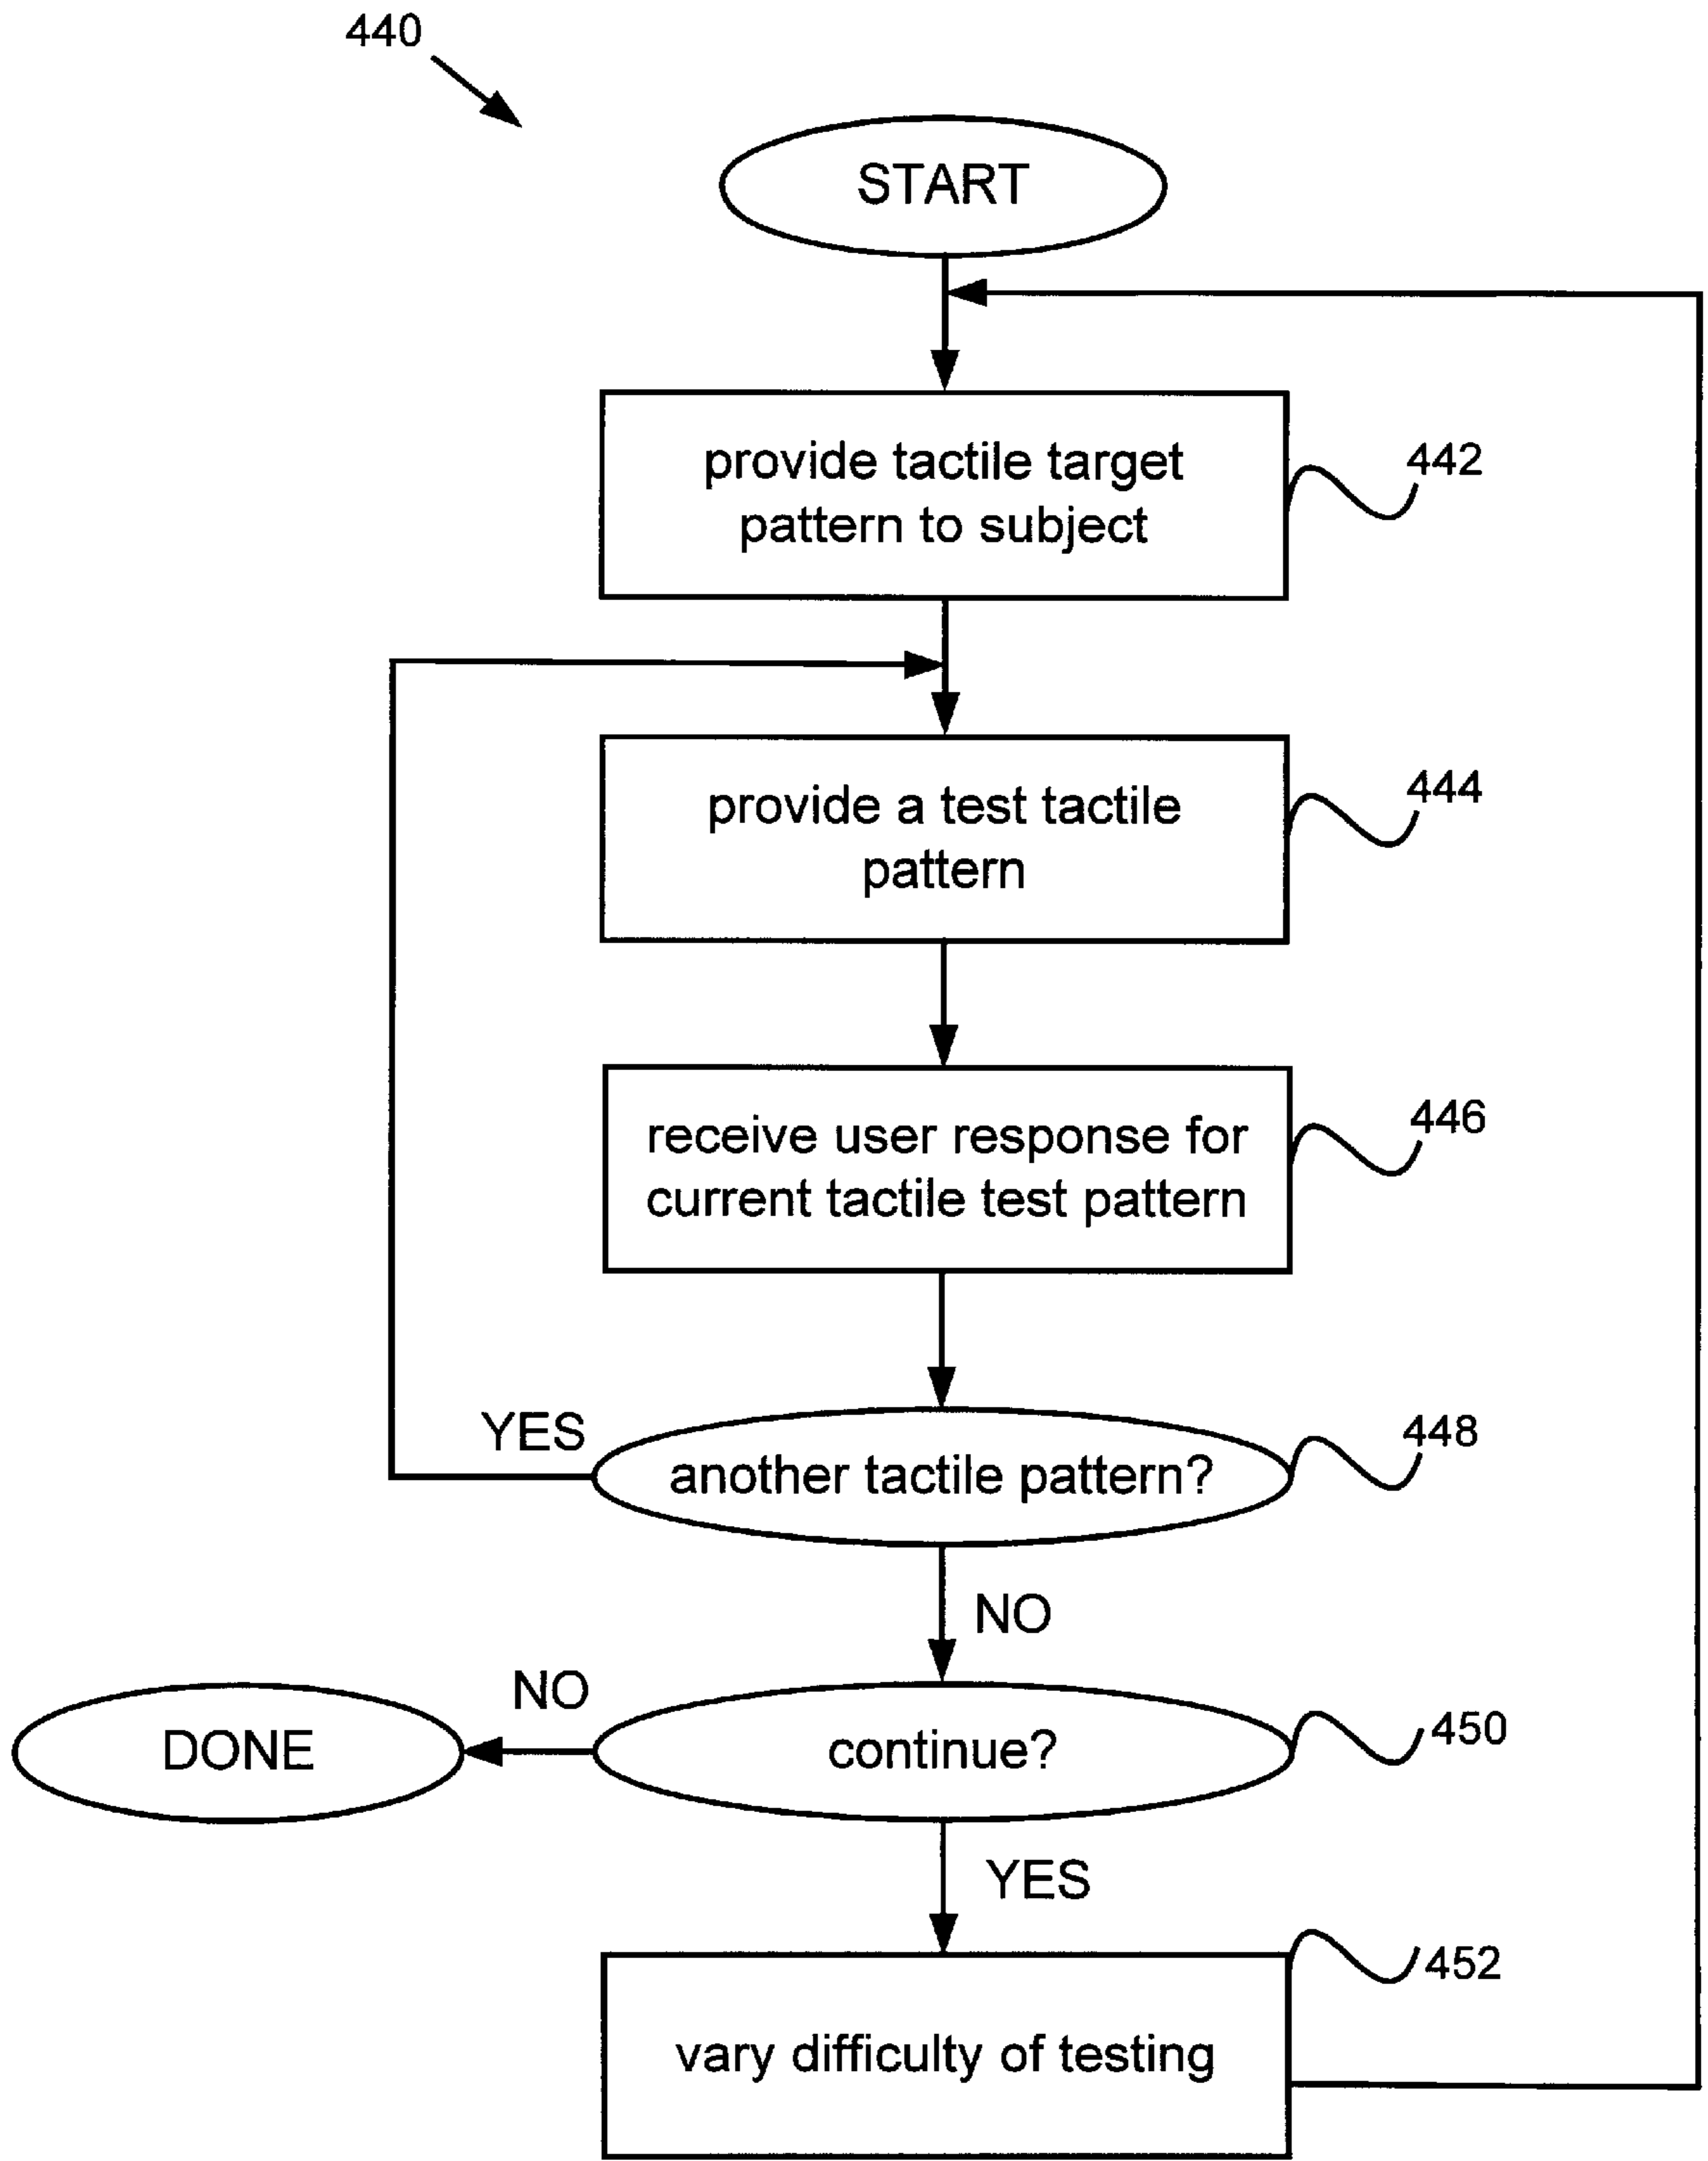 440
START
provide tactile target
pattern to subject
442
provide a test tactile
pattern
444
receive user response for
current tactile test pattern
446
YES
another tactile pattern?
448
NO
NO
DONE
continue?
450
YES
452
vary difficulty of testing